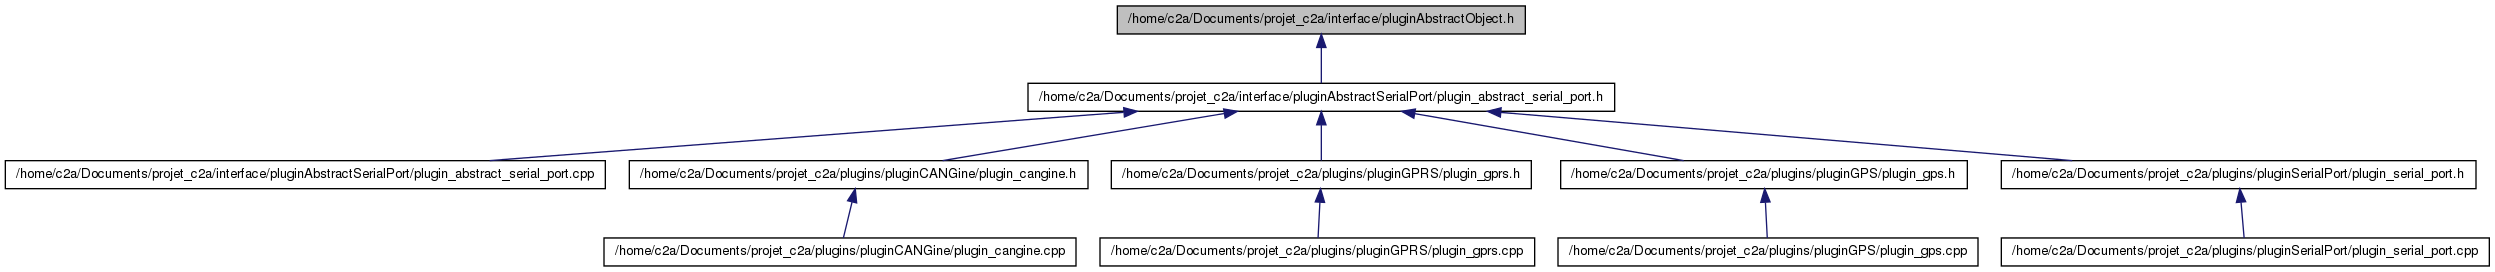 /home/c2a/Documents/projet_c2a/interface/pluginAbstractObject.h
/home/c2a/Documents/projet_c2a/interface/pluginAbstractSerialPort/plugin_abstract_serial_port.h
/home/c2a/Documents/projet_c2a/interface/pluginAbstractSerialPort/plugin_abstract_serial_port.cpp
/home/c2a/Documents/projet_c2a/plugins/pluginCANGine/plugin_cangine.h
/home/c2a/Documents/projet_c2a/plugins/pluginGPRS/plugin_gprs.h
/home/c2a/Documents/projet_c2a/plugins/pluginGPS/plugin_gps.h
/home/c2a/Documents/projet_c2a/plugins/pluginSerialPort/plugin_serial_port.h
/home/c2a/Documents/projet_c2a/plugins/pluginCANGine/plugin_cangine.cpp
/home/c2a/Documents/projet_c2a/plugins/pluginGPRS/plugin_gprs.cpp
/home/c2a/Documents/projet_c2a/plugins/pluginGPS/plugin_gps.cpp
/home/c2a/Documents/projet_c2a/plugins/pluginSerialPort/plugin_serial_port.cpp